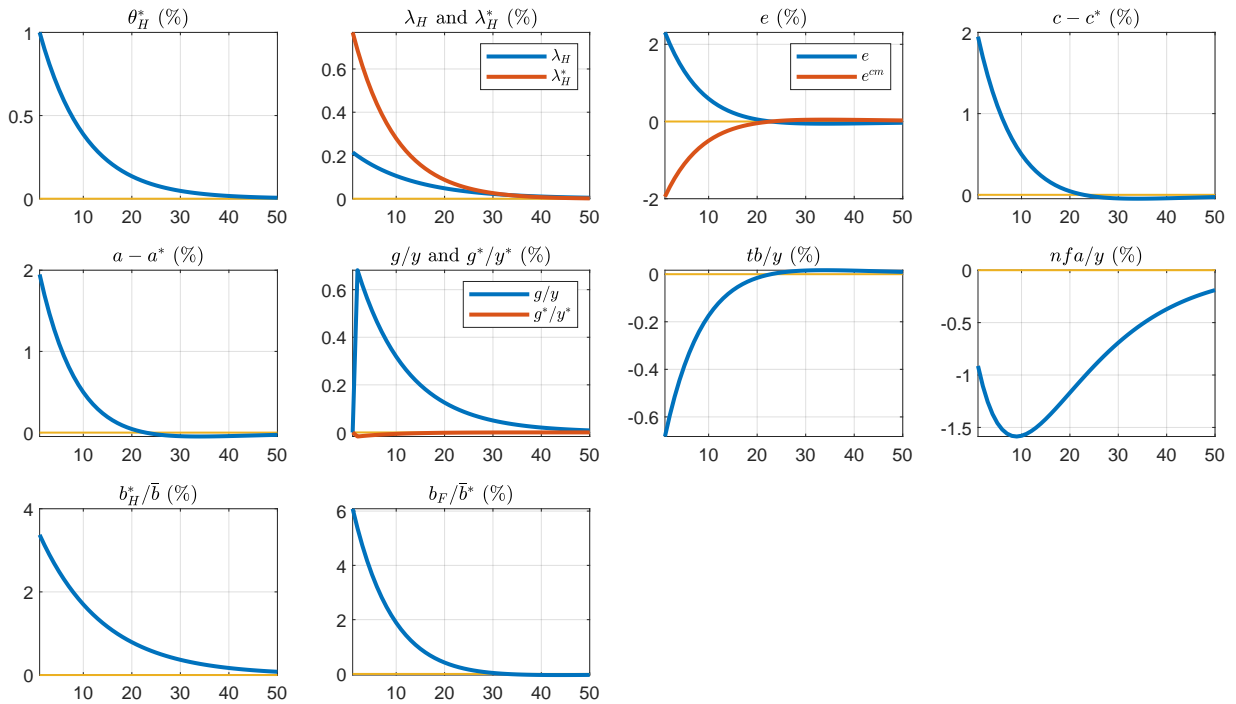 θ*_H (%)
1
0.5
0
10 20 30 40 50
λ_H and λ*_H (%)
0.6
0.4
0.2
0
λ_H
λ*_H
10 20 30 40 50
e (%)
2
0
-2
e
e^{cm}
10 20 30 40 50
c − c* (%)
2
1
0
10 20 30 40 50
a − a* (%)
2
1
0
10 20 30 40 50
g/y and g*/y* (%)
0.6
0.4
0.2
0
g/y
g*/y*
10 20 30 40 50
tb/y (%)
0
-0.2
-0.4
-0.6
10 20 30 40 50
nfa/y (%)
0
-0.5
-1
-1.5
10 20 30 40 50
b*_H/b̄ (%)
4
2
0
10 20 30 40 50
b_F/b̄* (%)
6
4
2
0
10 20 30 40 50